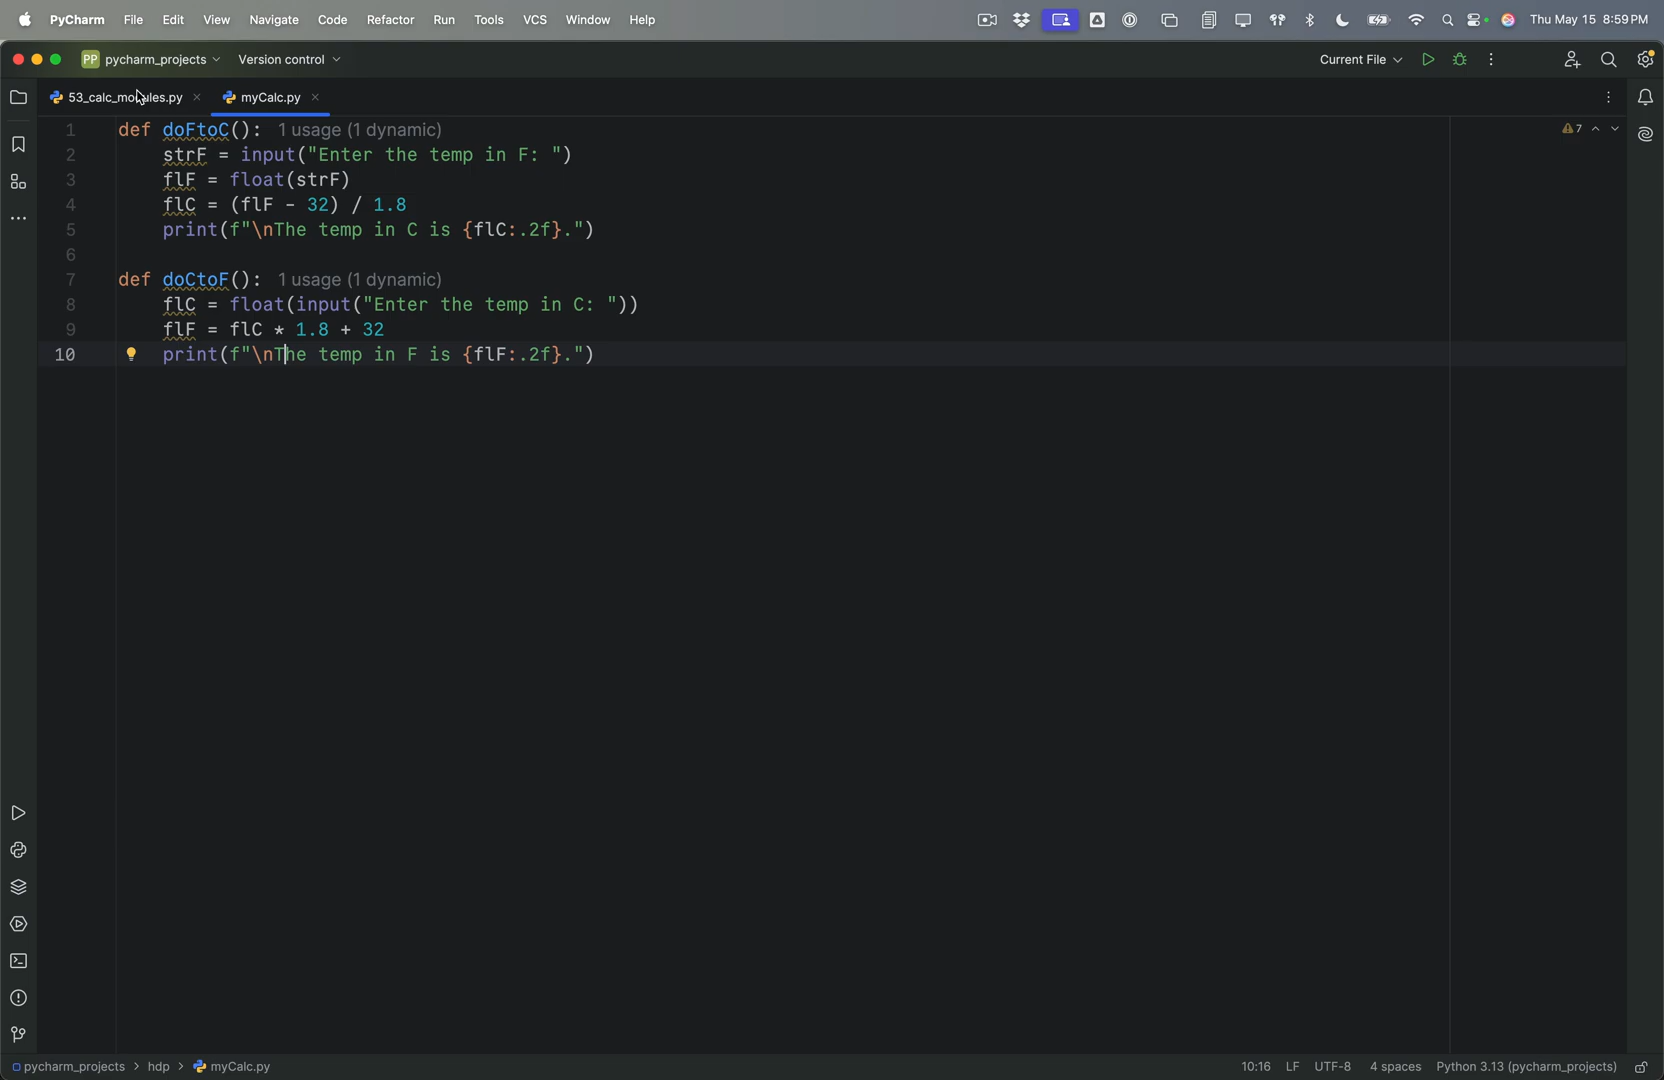 PyCharm File Edit View Navigate Code Refactor Run Tools VCS Window Help Thu May 15 8:59 PM
PP pycharm_projects Version control Current File
53_calc_modules.py myCalc.py
1 def doFtoC(): 1 usage (1 dynamic) 7
2 strF = input("Enter the temp in F: ")
3 flF = float(strF)
4 flC = (flF - 32) / 1.8
5 print(f"\nThe temp in C is {flC:.2f}.")
6
7 def doCtoF(): 1 usage (1 dynamic)
8 flC = float(input("Enter the temp in C: "))
9 flF = flC * 1.8 + 32
10 print(f"\nThe temp in F is {flF:.2f}.")
pycharm_projects > hdp > myCalc.py 10:16 LF UTF-8 4 spaces Python 3.13 (pycharm_projects)